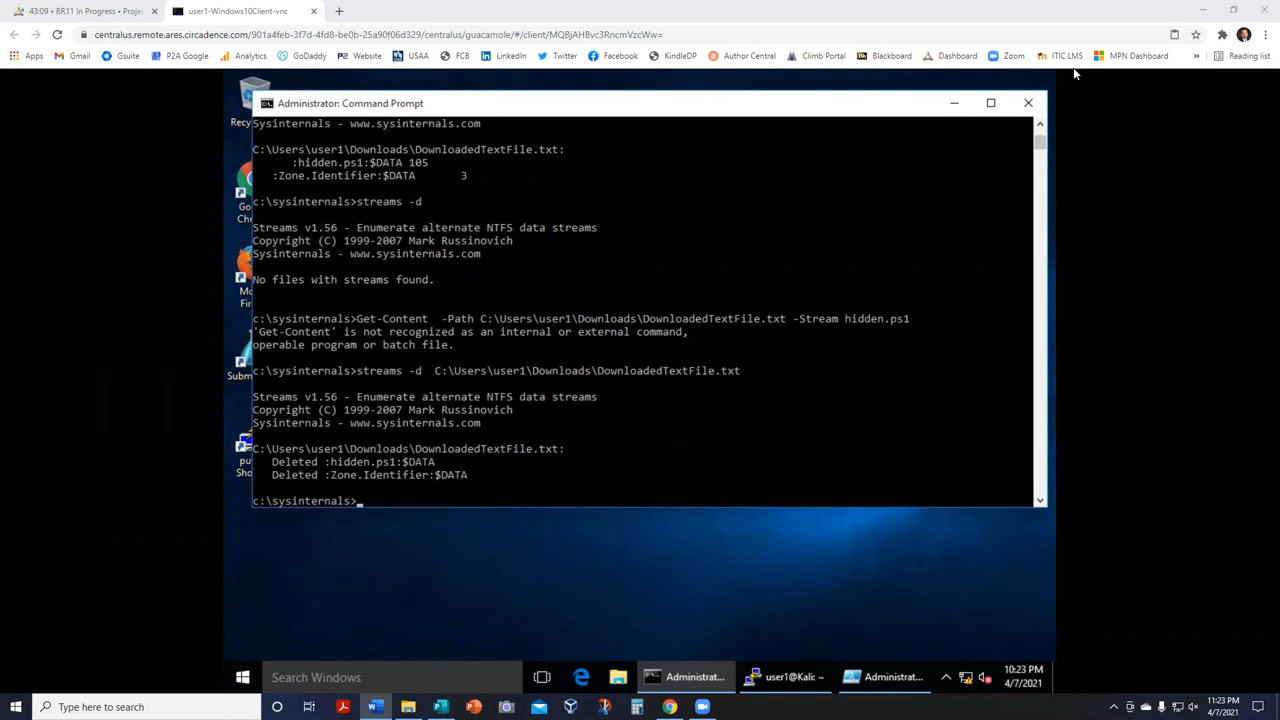 43:09 • BR11 In Progress • Projec
user1-Windows10Client-vnc
centralus.remote.ares.circadence.com/901a4feb-3f7d-4fd8-be0b-25a90f06d329/centralus/guacamole/#/client/MQBjAHBvc3RncmVzcWw=
Apps Gmail Gsuite P2A Google Analytics GoDaddy Website USAA FCB LinkedIn Twitter Facebook KindleDP Author Central Climb Portal Blackboard Dashboard Zoom ITIC LMS MPN Dashboard » Reading list
Administrator: Command Prompt
Sysinternals - www.sysinternals.com
C:\Users\user1\Downloads\DownloadedTextFile.txt:
:hidden.ps1:$DATA 105
:Zone.Identifier:$DATA 3
c:\sysinternals>streams -d
Streams v1.56 - Enumerate alternate NTFS data streams
Copyright (C) 1999-2007 Mark Russinovich
Sysinternals - www.sysinternals.com
No files with streams found.
c:\sysinternals>Get-Content -Path C:\Users\user1\Downloads\DownloadedTextFile.txt -Stream hidden.ps1
'Get-Content' is not recognized as an internal or external command,
operable program or batch file.
c:\sysinternals>streams -d C:\Users\user1\Downloads\DownloadedTextFile.txt
Streams v1.56 - Enumerate alternate NTFS data streams
Copyright (C) 1999-2007 Mark Russinovich
Sysinternals - www.sysinternals.com
C:\Users\user1\Downloads\DownloadedTextFile.txt:
Deleted :hidden.ps1:$DATA
Deleted :Zone.Identifier:$DATA
c:\sysinternals>_
Recy
Go
Chr
Mo
Fir
Subm
pu
Sho
Search Windows
Administrat...
user1@Kali: ~
Administrat...
10:23 PM
4/7/2021
Type here to search
11:23 PM
4/7/2021